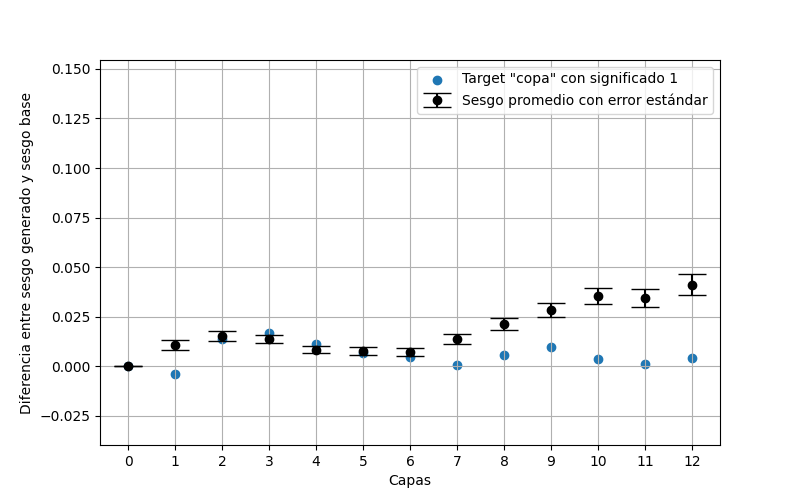 0.150
0.125
0.100
0.075
0.050
0.025
0.000
−0.025
Diferencia entre sesgo generado y sesgo base
Target "copa" con significado 1
Sesgo promedio con error estándar
0 1 2 3 4 5 6 7 8 9 10 11 12
Capas